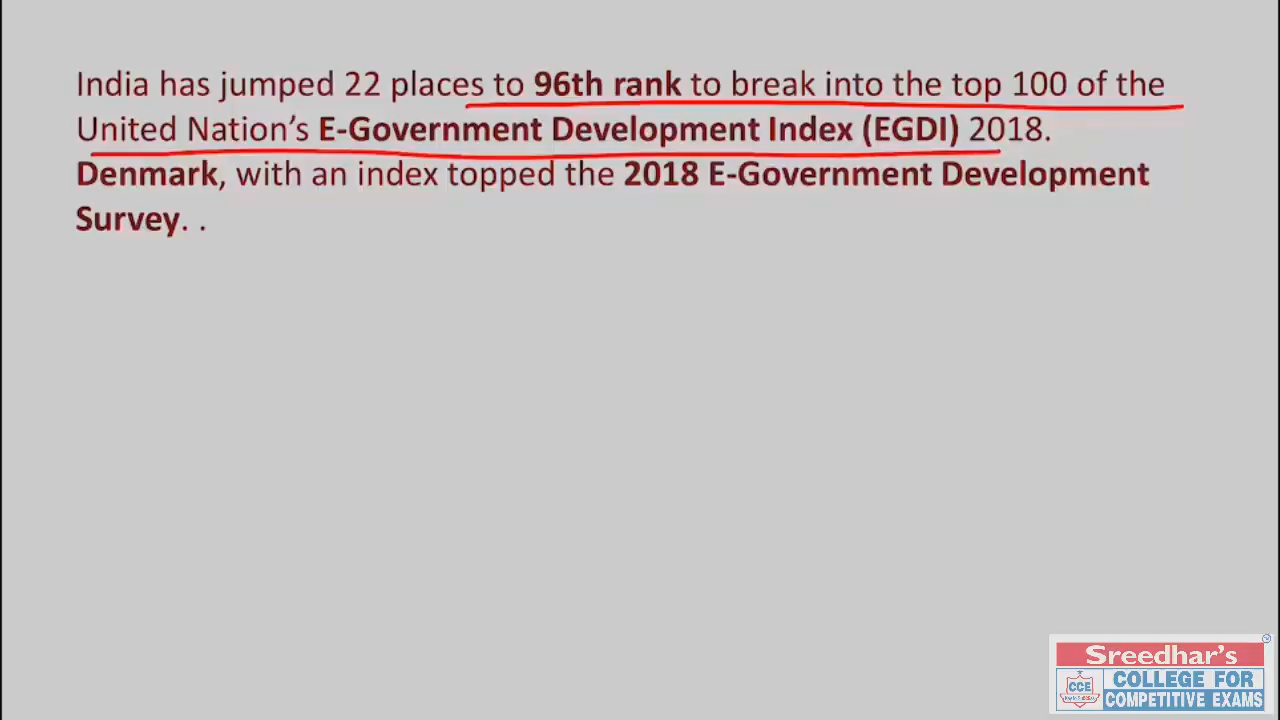 India has jumped 22 places to 96th rank to break into the top 100 of the
United Nation’s E-Government Development Index (EGDI) 2018.
Denmark, with an index topped the 2018 E-Government Development
Survey. .
Sreedhar's
CCE
COLLEGE FOR
COMPETITIVE EXAMS